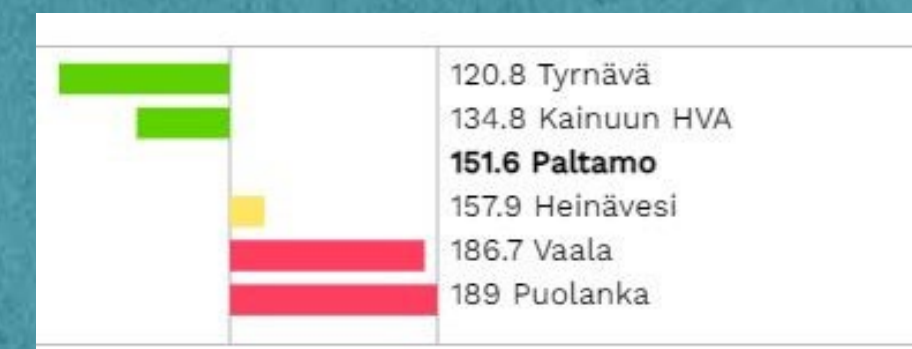 120.8 Tyrnävä
134.8 Kainuun HVA
151.6 Paltamo
157.9 Heinävesi
186.7 Vaala
189 Puolanka